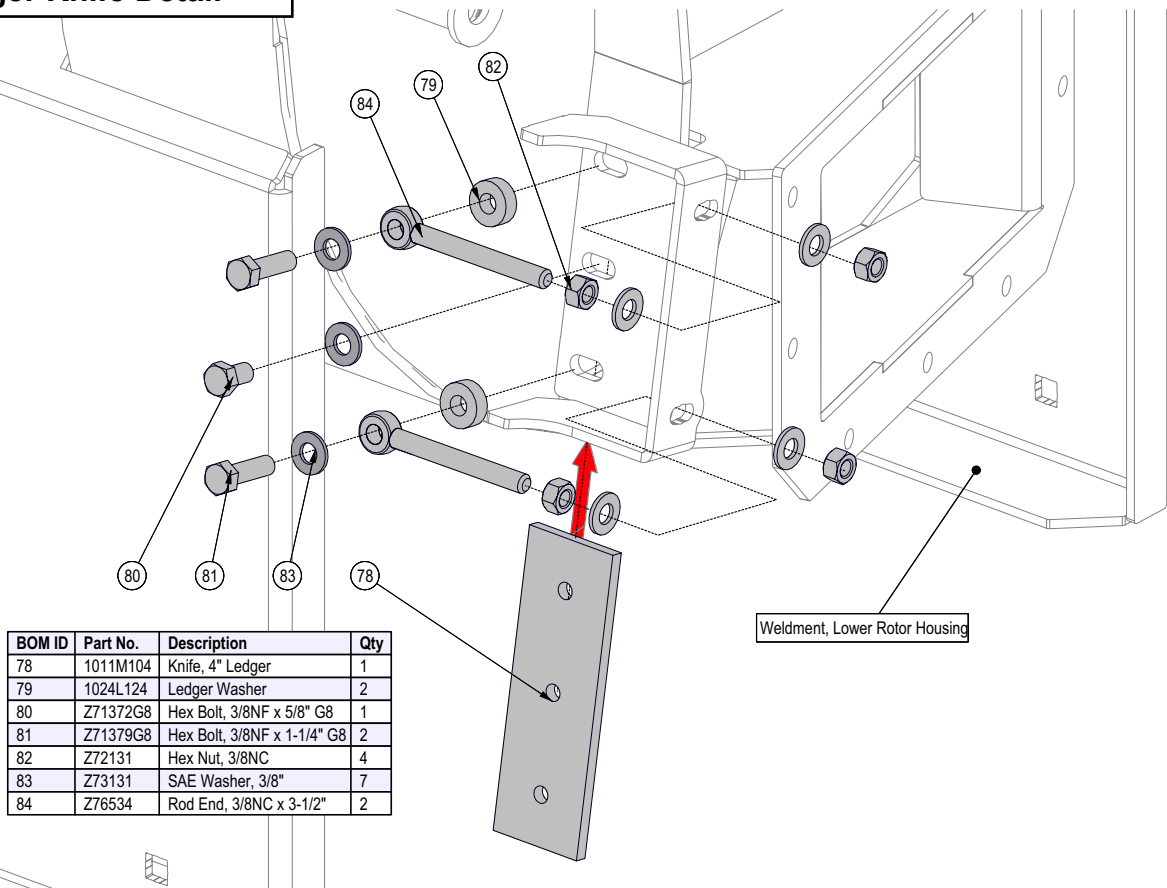 Knife Detail
82
79
84
80
81
83
78
Weldment, Lower Rotor Housing
BOM ID Part No. Description Qty
78 1011M104 Knife, 4" Ledger 1
79 1024L124 Ledger Washer 2
80 Z71372G8 Hex Bolt, 3/8NF x 5/8" G8 1
81 Z71379G8 Hex Bolt, 3/8NF x 1-1/4" G8 2
82 Z72131 Hex Nut, 3/8NC 4
83 Z73131 SAE Washer, 3/8" 7
84 Z76534 Rod End, 3/8NC x 3-1/2" 2